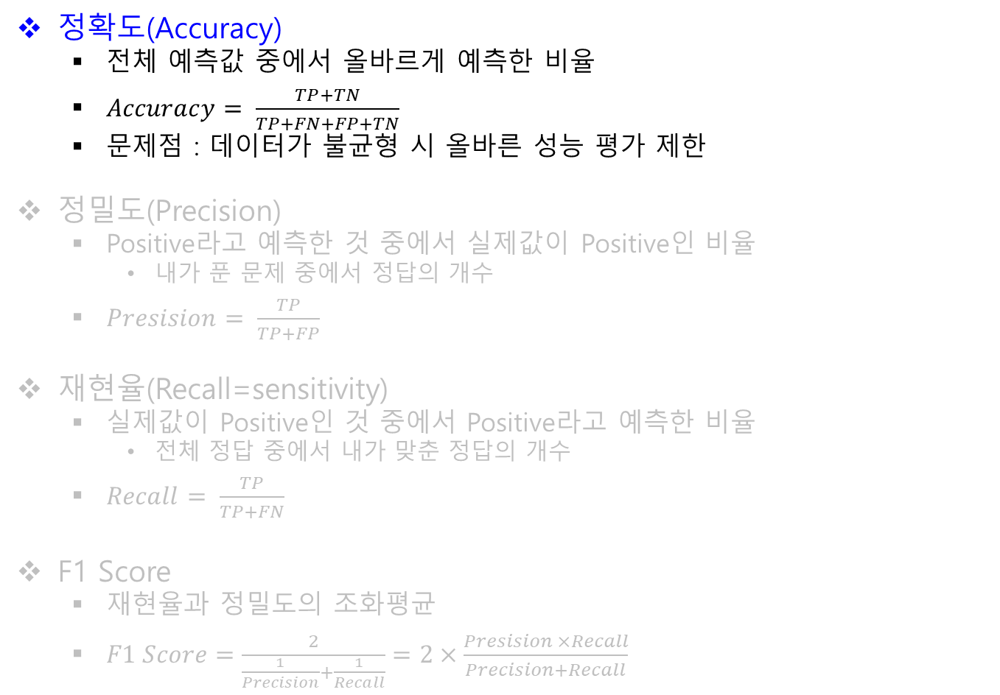 ❖ 정확도(Accuracy)
▪ 전체 예측값 중에서 올바르게 예측한 비율
▪ Accuracy = \frac{TP+TN}{TP+FN+FP+TN}
▪ 문제점 : 데이터가 불균형 시 올바른 성능 평가 제한
❖ 정밀도(Precision)
▪ Positive라고 예측한 것 중에서 실제값이 Positive인 비율
• 내가 푼 문제 중에서 정답의 개수
▪ Presision = \frac{TP}{TP+FP}
❖ 재현율(Recall=sensitivity)
▪ 실제값이 Positive인 것 중에서 Positive라고 예측한 비율
• 전체 정답 중에서 내가 맞춘 정답의 개수
▪ Recall = \frac{TP}{TP+FN}
❖ F1 Score
▪ 재현율과 정밀도의 조화평균
▪ F1 Score = \frac{2}{\frac{1}{Precision}+\frac{1}{Recall}} = 2 × \frac{Presision ×Recall}{Precision+Recall}